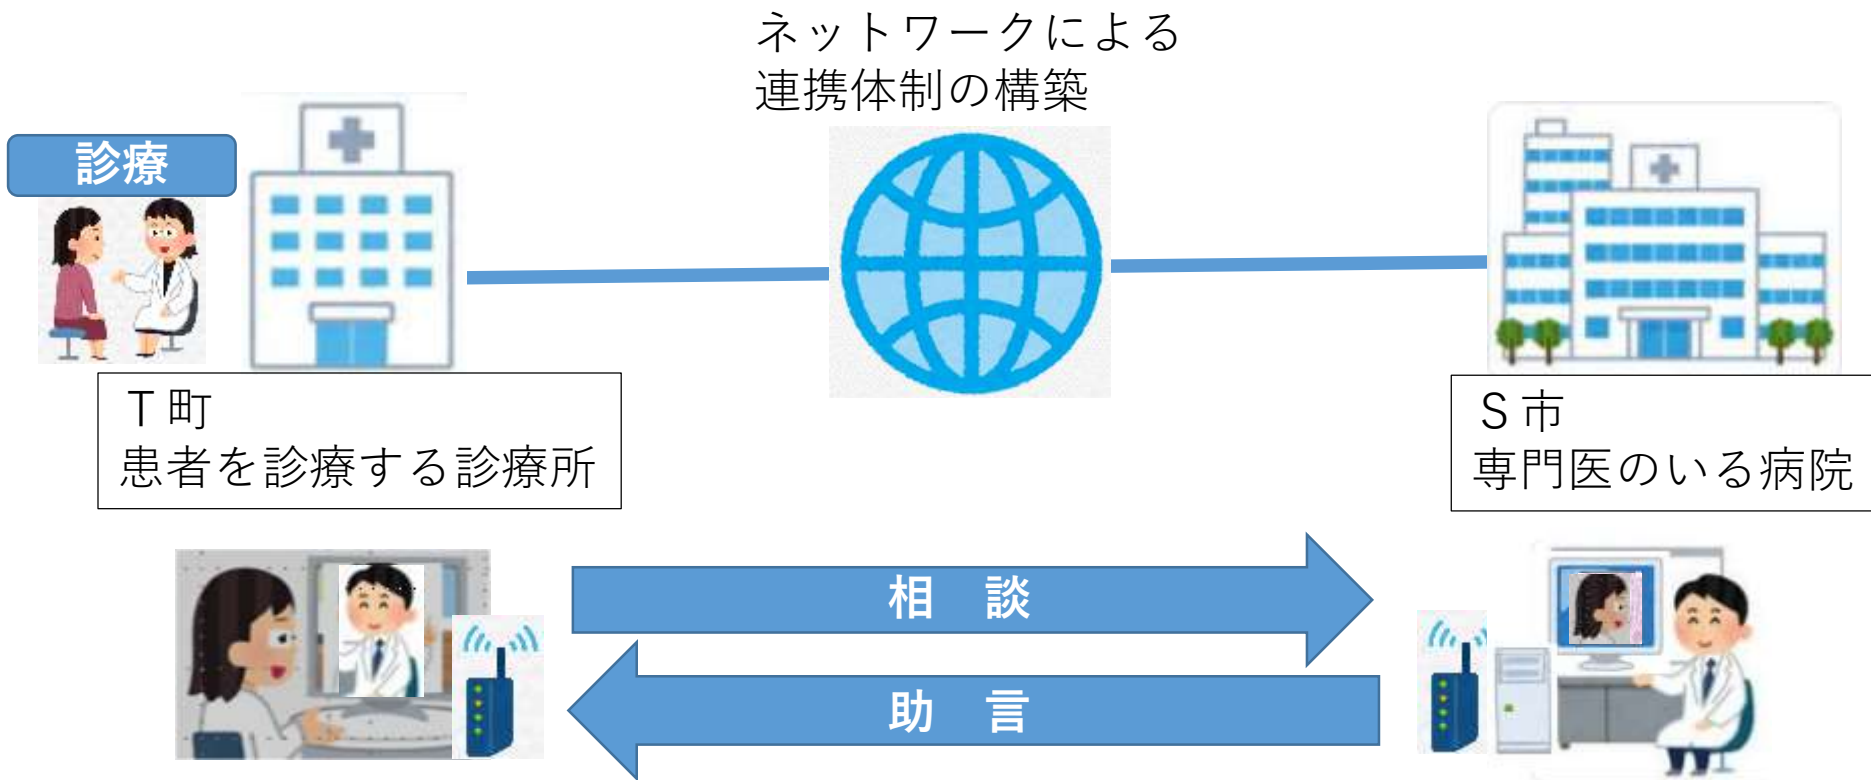 ネットワークによる
連携体制の構築
診療
Ｔ町
患者を診療する診療所
Ｓ市
専門医のいる病院
相　談
助　言